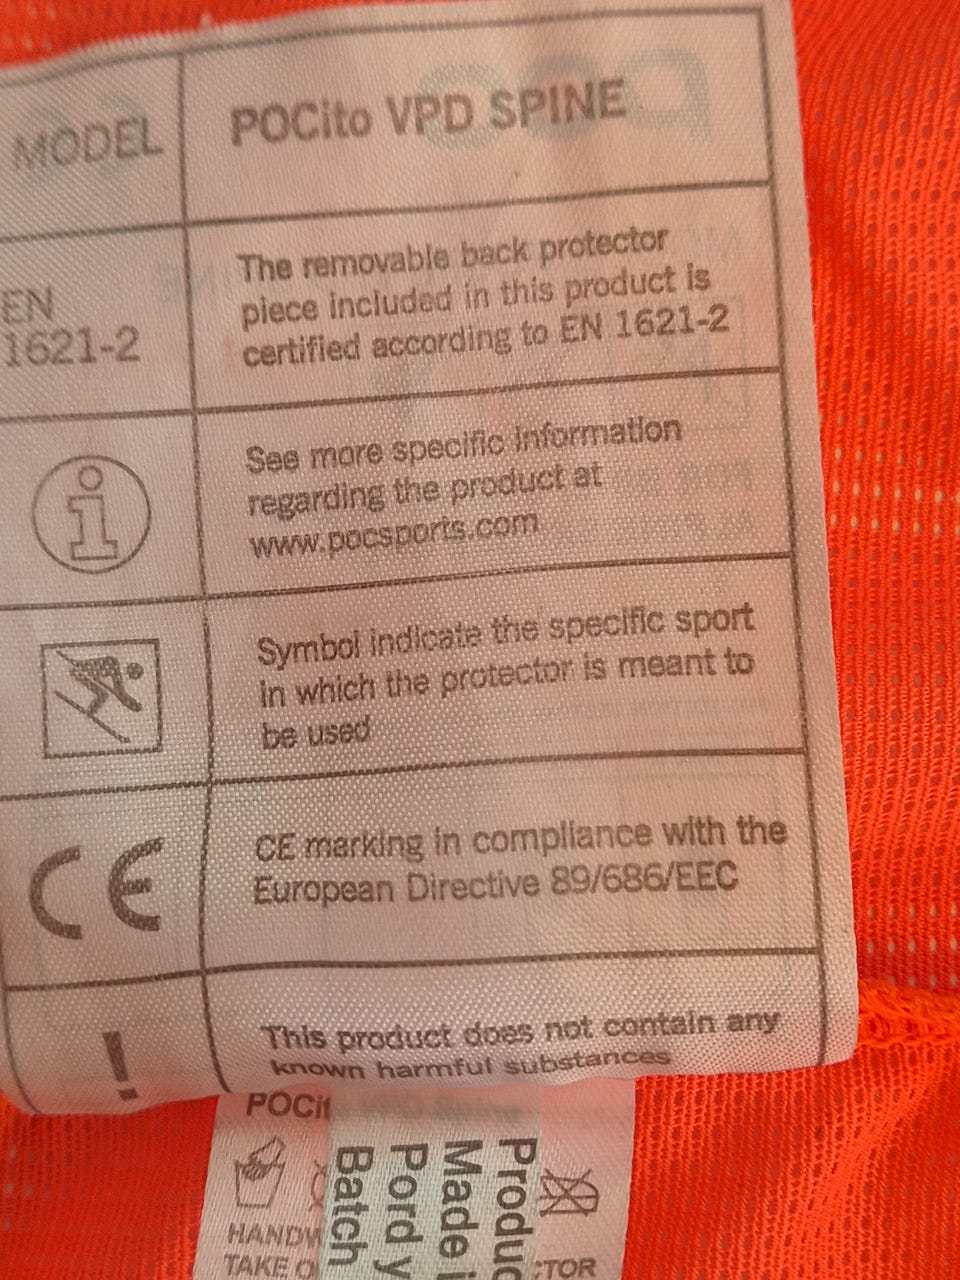 MODEL
POCito VPD SPINE
EN
1621-2
The removable back protector
piece included in this product is
certified according to EN 1621-2
See more specific information
regarding the product at
www.pocsports.com
Symbol indicate the specific sport
in which the protector is meant to
be used
CE
CE marking in compliance with the
European Directive 89/686/EEC
!
This product does not contain any
known harmful substances
POCit
HANDW
TAKE O
Produc
Made i
Pord y
Batch
CTOR